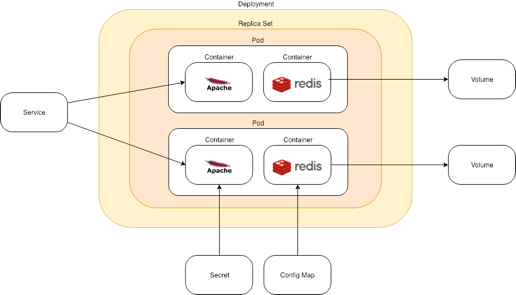 Deployment
Replica Set
Pod
Container
Container
Apache
redis
Volume
Service
Pod
Container
Container
Apache
redis
Volume
Secret
Config Map